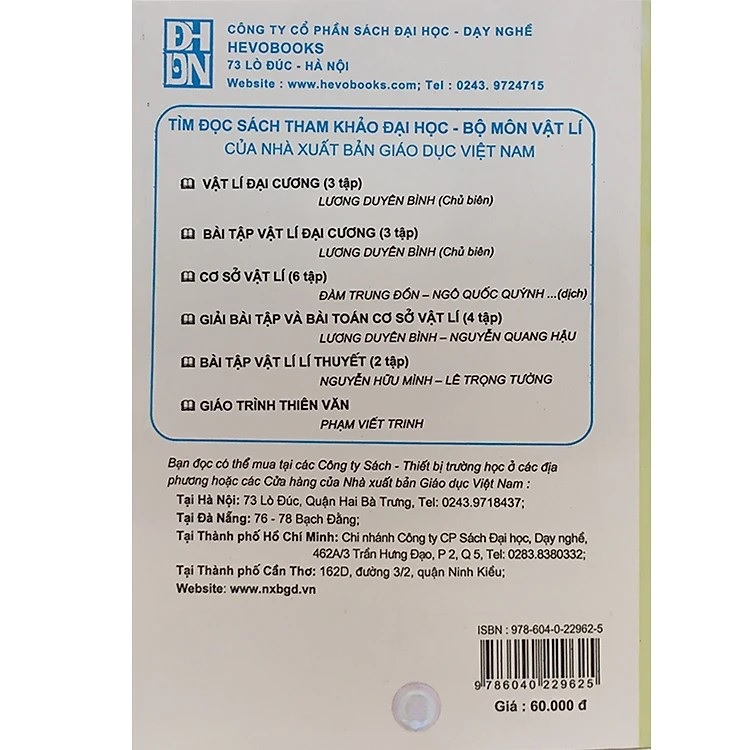 ĐH
DN
CÔNG TY CỔ PHẦN SÁCH ĐẠI HỌC - DẠY NGHỀ
HEVOBOOKS
73 LÒ ĐÚC - HÀ NỘI
Website : www.hevobooks.com; Tel : 0243. 9724715
TÌM ĐỌC SÁCH THAM KHẢO ĐẠI HỌC - BỘ MÔN VẬT LÍ
CỦA NHÀ XUẤT BẢN GIÁO DỤC VIỆT NAM
VẬT LÍ ĐẠI CƯƠNG (3 tập)
LƯƠNG DUYÊN BÌNH (Chủ biên)
BÀI TẬP VẬT LÍ ĐẠI CƯƠNG (3 tập)
LƯƠNG DUYÊN BÌNH (Chủ biên)
CƠ SỞ VẬT LÍ (6 tập)
ĐÀM TRUNG ĐỒN – NGÔ QUỐC QUÝNH ...(dịch)
GIẢI BÀI TẬP VÀ BÀI TOÁN CƠ SỞ VẬT LÍ (4 tập)
LƯƠNG DUYÊN BÌNH – NGUYỄN QUANG HẬU
BÀI TẬP VẬT LÍ LÍ THUYẾT (2 tập)
NGUYỄN HỮU MÌNH – LÊ TRỌNG TƯỜNG
GIÁO TRÌNH THIÊN VĂN
PHẠM VIẾT TRINH
Bạn đọc có thể mua tại các Công ty Sách - Thiết bị trường học ở các địa
phương hoặc các Cửa hàng của Nhà xuất bản Giáo dục Việt Nam :
Tại Hà Nội: 73 Lò Đúc, Quận Hai Bà Trưng, Tel: 0243.9718437;
Tại Đà Nẵng: 76 - 78 Bạch Đằng;
Tại Thành phố Hồ Chí Minh: Chi nhánh Công ty CP Sách Đại học, Dạy nghề,
462A/3 Trần Hưng Đạo, P 2, Q 5, Tel: 0283.8380332;
Tại Thành phố Cần Thơ: 162D, đường 3/2, quận Ninh Kiều;
Website: www.nxbgd.vn
ISBN : 978-604-0-22962-5
9 786040 229625
Giá : 60.000 đ